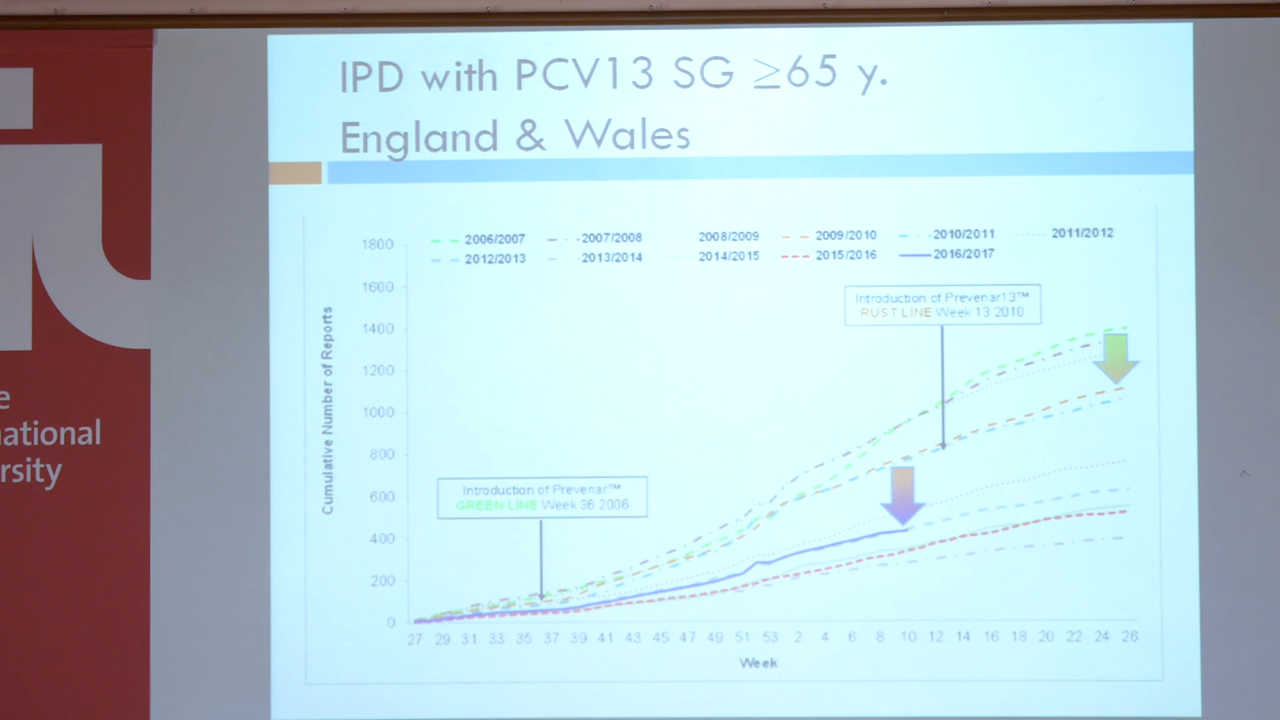 IPD with PCV13 SG ≥65 y.
England & Wales
2006/2007 2007/2008 2008/2009 2009/2010 2010/2011 2011/2012
2012/2013 2013/2014 2014/2015 2015/2016 2016/2017
Cumulative Number of Reports
1800
1600
1400
1200
1000
800
600
400
200
0
Introduction of Prevenar13™
RUST LINE Week 13 2010
Introduction of Prevenar™
GREEN LINE Week 36 2006
27 29 31 33 35 37 39 41 43 45 47 49 51 53 2 4 6 8 10 12 14 16 18 20 22 24 26
Week
e
national
rsity